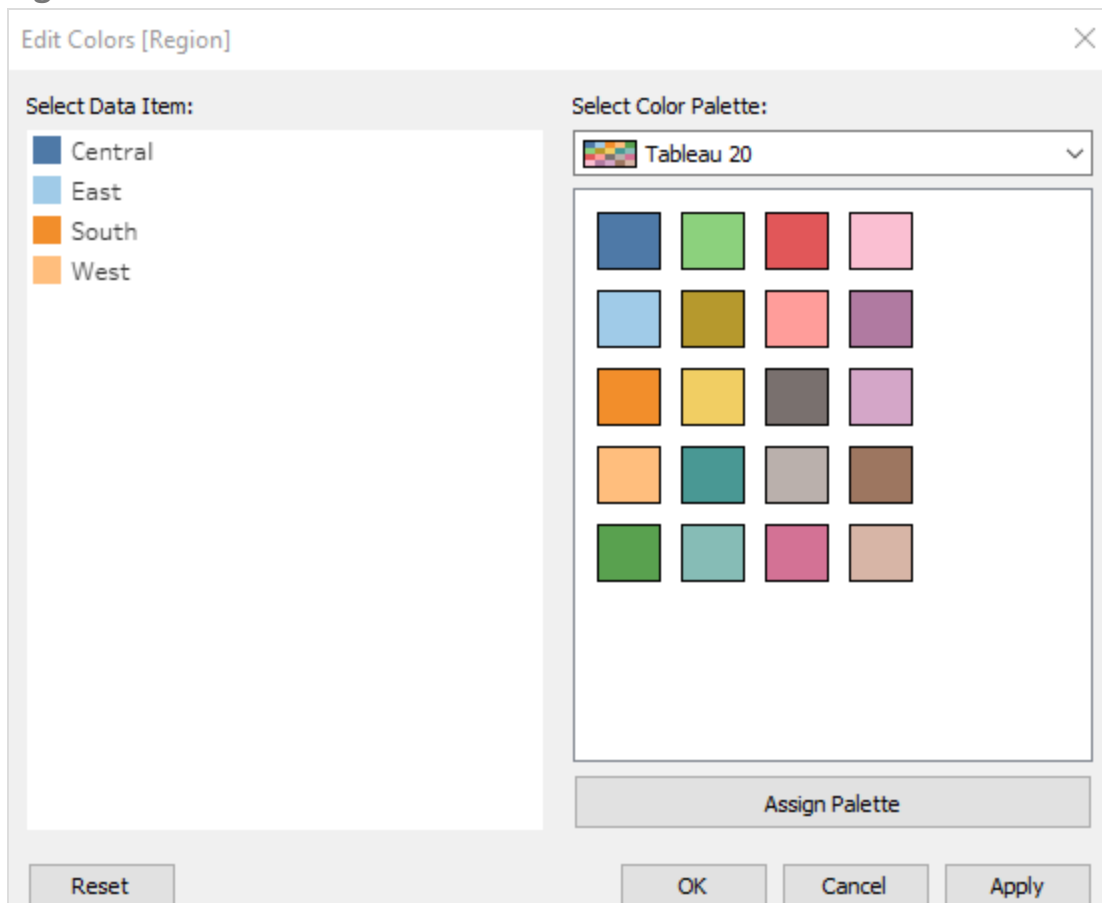 Edit Colors [Region]
Select Data Item:
Central
East
South
West
Select Color Palette:
Tableau 20
Assign Palette
Reset
OK
Cancel
Apply